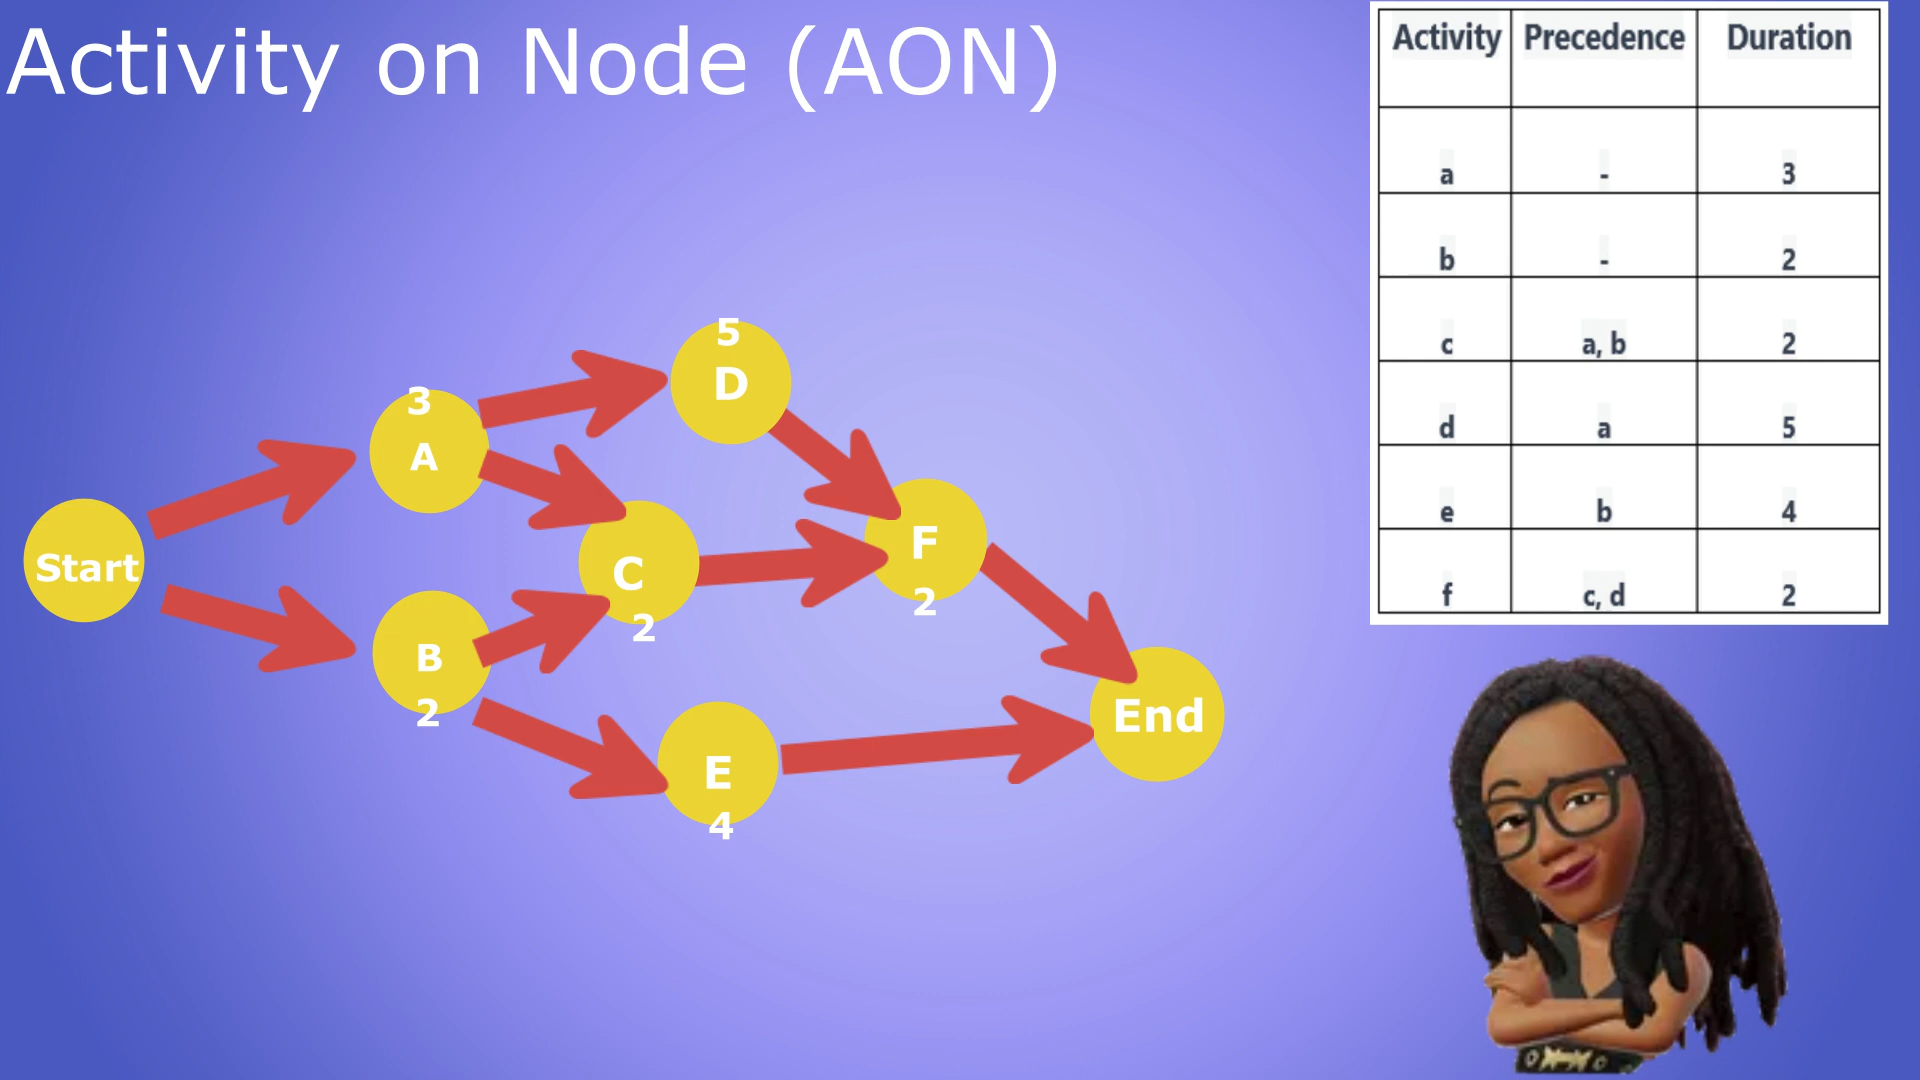 Activity on Node (AON)
Activity Precedence Duration
a - 3
b - 2
c a, b 2
d a 5
e b 4
f c, d 2
5
D
3
A
Start
C
2
F
2
B
2
End
E
4